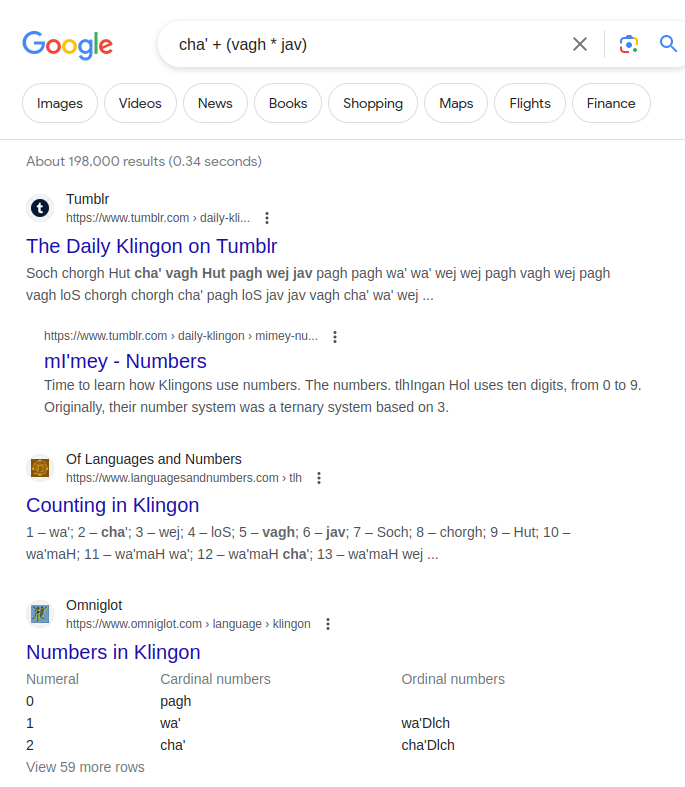 Google
cha' + (vagh * jav)
Images Videos News Books Shopping Maps Flights Finance
About 198,000 results (0.34 seconds)
t Tumblr
https://www.tumblr.com › daily-kli...
The Daily Klingon on Tumblr
Soch chorgh Hut cha' vagh Hut pagh wej jav pagh pagh wa' wa' wej wej pagh vagh wej pagh
vagh loS chorgh chorgh cha' pagh loS jav jav vagh cha' wa' wej ...
https://www.tumblr.com › daily-klingon › mimey-nu...
mI'mey - Numbers
Time to learn how Klingons use numbers. The numbers. tlhIngan Hol uses ten digits, from 0 to 9.
Originally, their number system was a ternary system based on 3.
Of Languages and Numbers
https://www.languagesandnumbers.com › tlh
Counting in Klingon
1 – wa'; 2 – cha'; 3 – wej; 4 – loS; 5 – vagh; 6 – jav; 7 – Soch; 8 – chorgh; 9 – Hut; 10 –
wa'maH; 11 – wa'maH wa'; 12 – wa'maH cha'; 13 – wa'maH wej ...
Omniglot
https://www.omniglot.com › language › klingon
Numbers in Klingon
Numeral Cardinal numbers Ordinal numbers
0 pagh
1 wa' wa'DIch
2 cha' cha'DIch
View 59 more rows